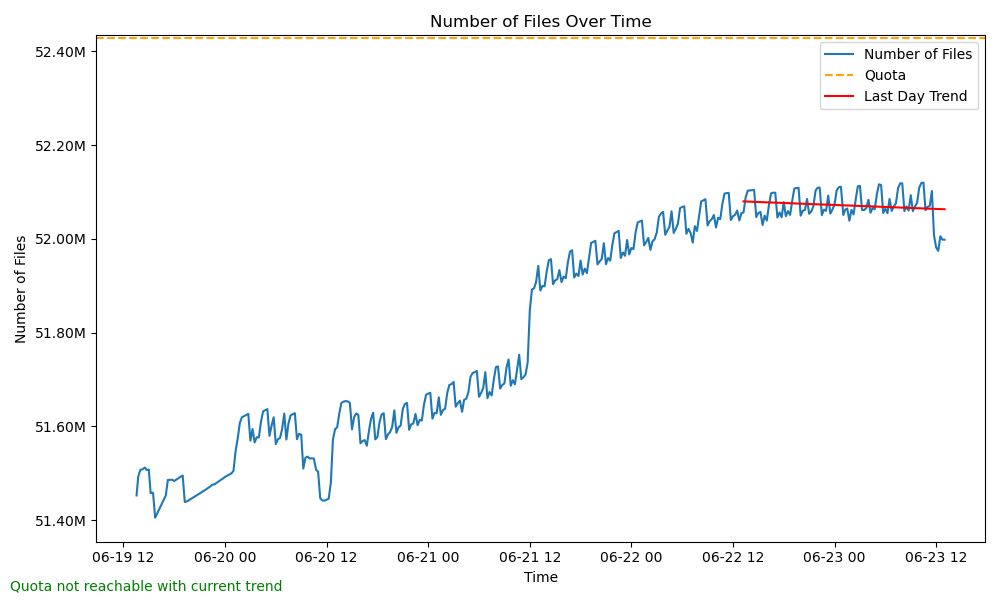 Number of Files Over Time
Number of Files
Quota
Last Day Trend
52.40M
52.20M
52.00M
51.80M
51.60M
51.40M
Number of Files
06-19 12
06-20 00
06-20 12
06-21 00
06-21 12
06-22 00
06-22 12
06-23 00
06-23 12
Time
Quota not reachable with current trend